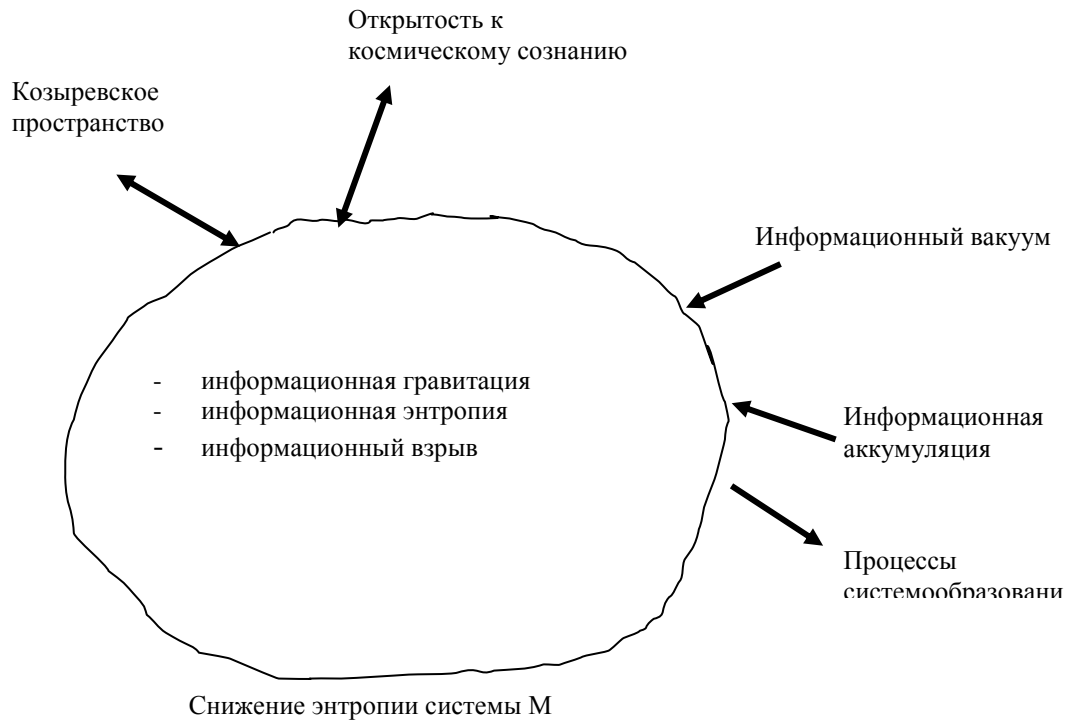 Открытость к
космическому сознанию
Козыревское
пространство
Информационный вакуум
- информационная гравитация
- информационная энтропия
- информационный взрыв
Информационная
аккумуляция
Процессы
системообразовани
Снижение энтропии системы М